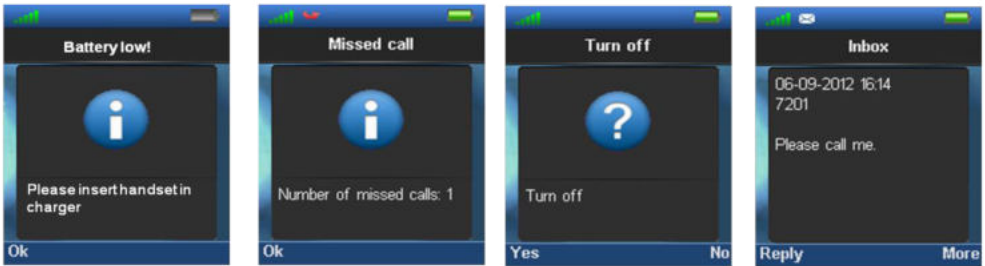 Battery low!
Please insert handset in
charger
Ok
Missed call
Number of missed calls: 1
Ok
Turn off
Turn off
Yes
No
Inbox
06-09-2012 16:14
7201
Please call me.
Reply
More